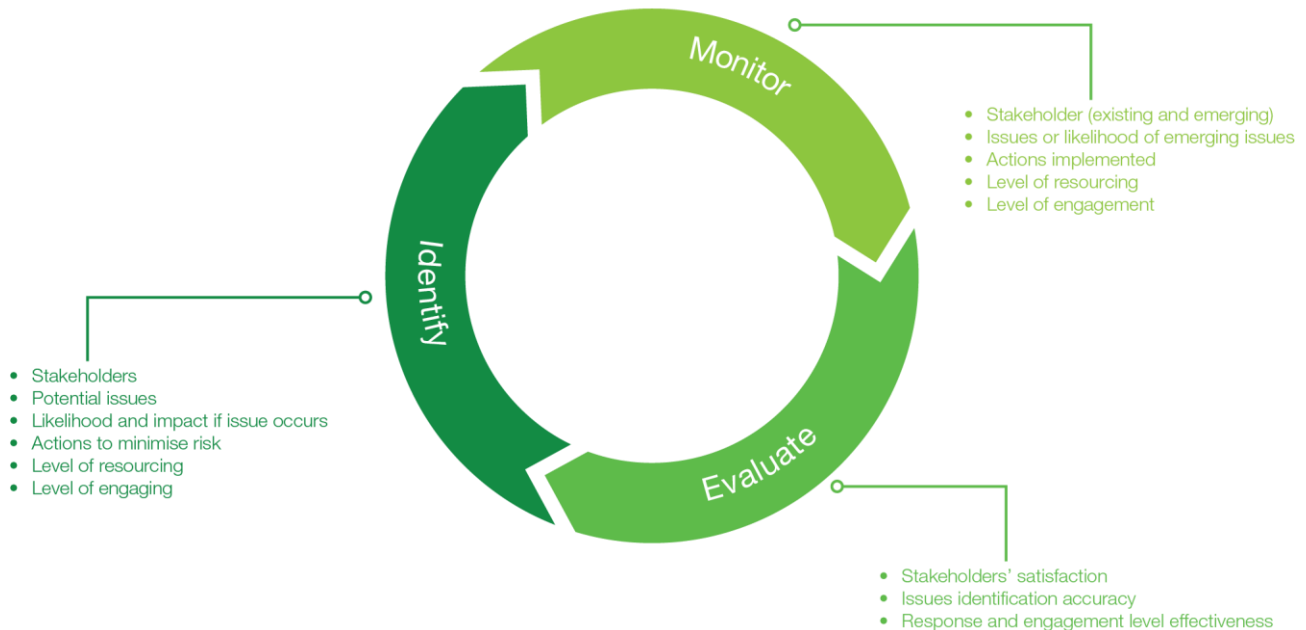 Monitor
• Stakeholder (existing and emerging)
• Issues or likelihood of emerging issues
• Actions implemented
• Level of resourcing
• Level of engagement
Identify
• Stakeholders
• Potential issues
• Likelihood and impact if issue occurs
• Actions to minimise risk
• Level of resourcing
• Level of engaging
Evaluate
• Stakeholders’ satisfaction
• Issues identification accuracy
• Response and engagement level effectiveness